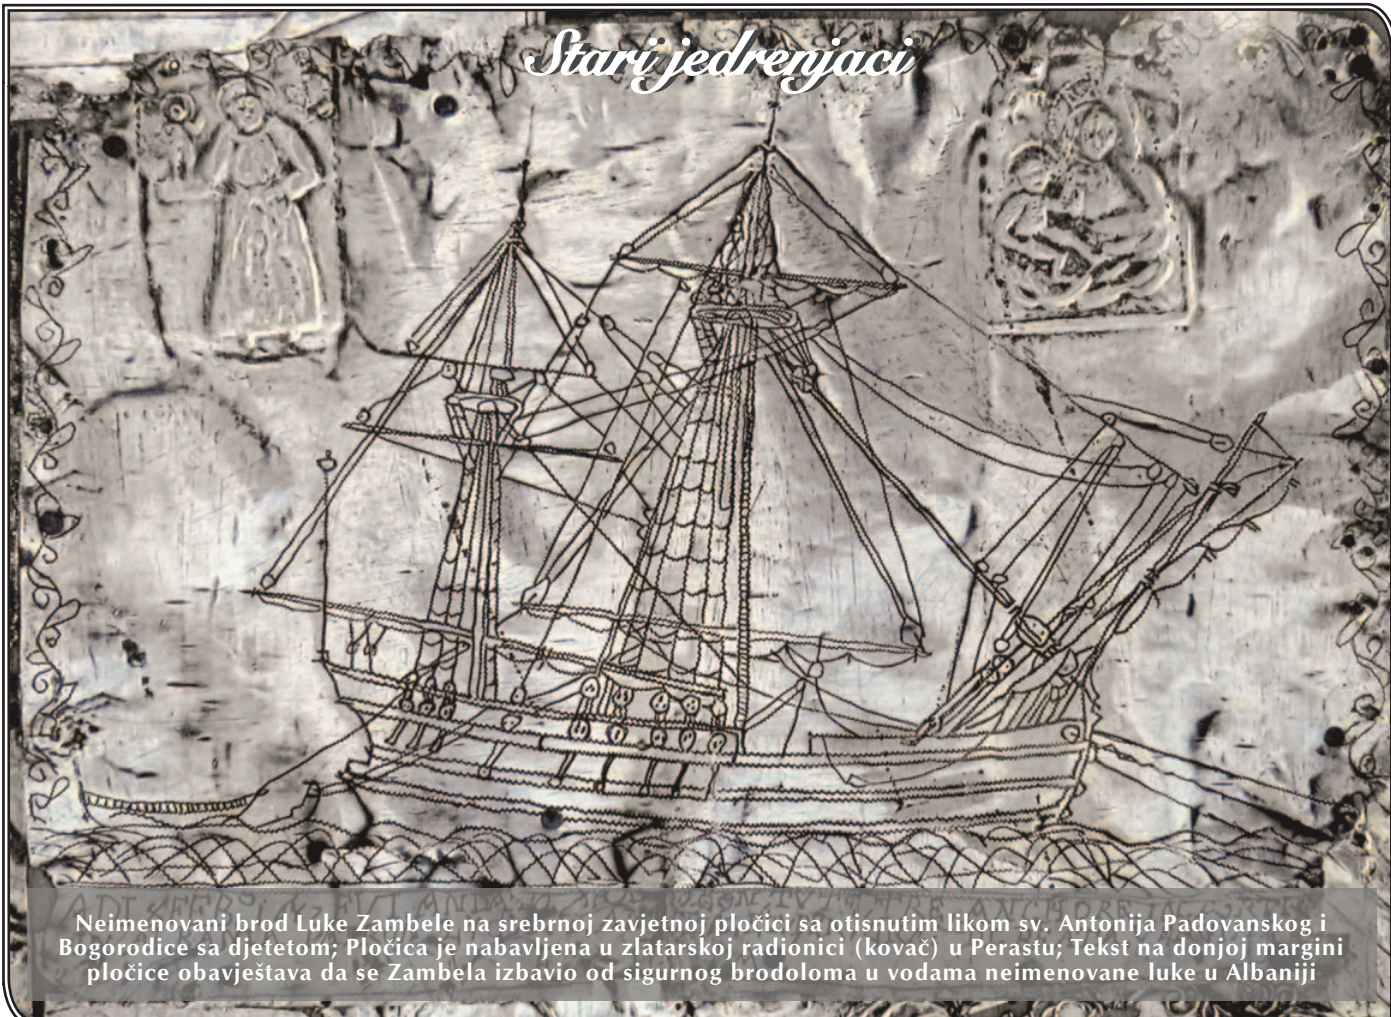 Stari jedrenjaci
Neimenovani brod Luke Zambele na srebrnoj zavjetnoj pločici sa otisnutim likom sv. Antonija Padovanskog i
Bogorodice sa djetetom; Pločica je nabavljena u zlatarskoj radionici (kovač) u Perastu; Tekst na donjoj margini
pločice obavještava da se Zambela izbavio od sigurnog brodoloma u vodama neimenovane luke u Albaniji